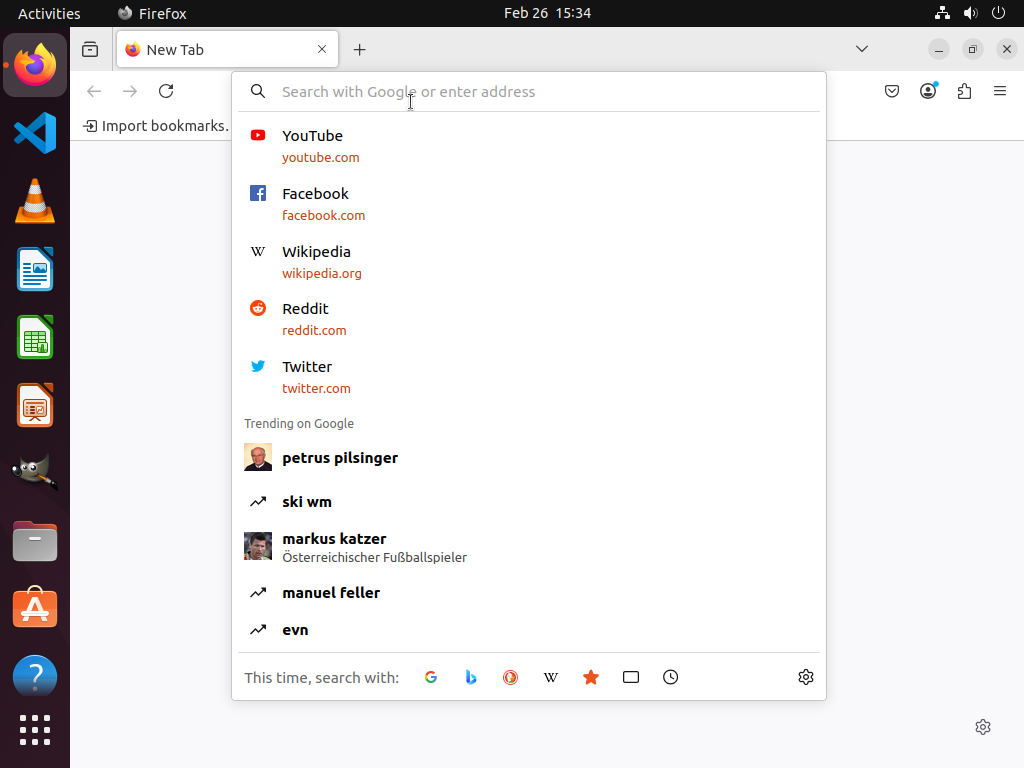 Activities
Firefox
Feb 26 15:34
New Tab
Search with Google or enter address
Import bookmarks.
YouTube
youtube.com
Facebook
facebook.com
Wikipedia
wikipedia.org
Reddit
reddit.com
Twitter
twitter.com
Trending on Google
petrus pilsinger
ski wm
markus katzer
Österreichischer Fußballspieler
manuel feller
evn
This time, search with: